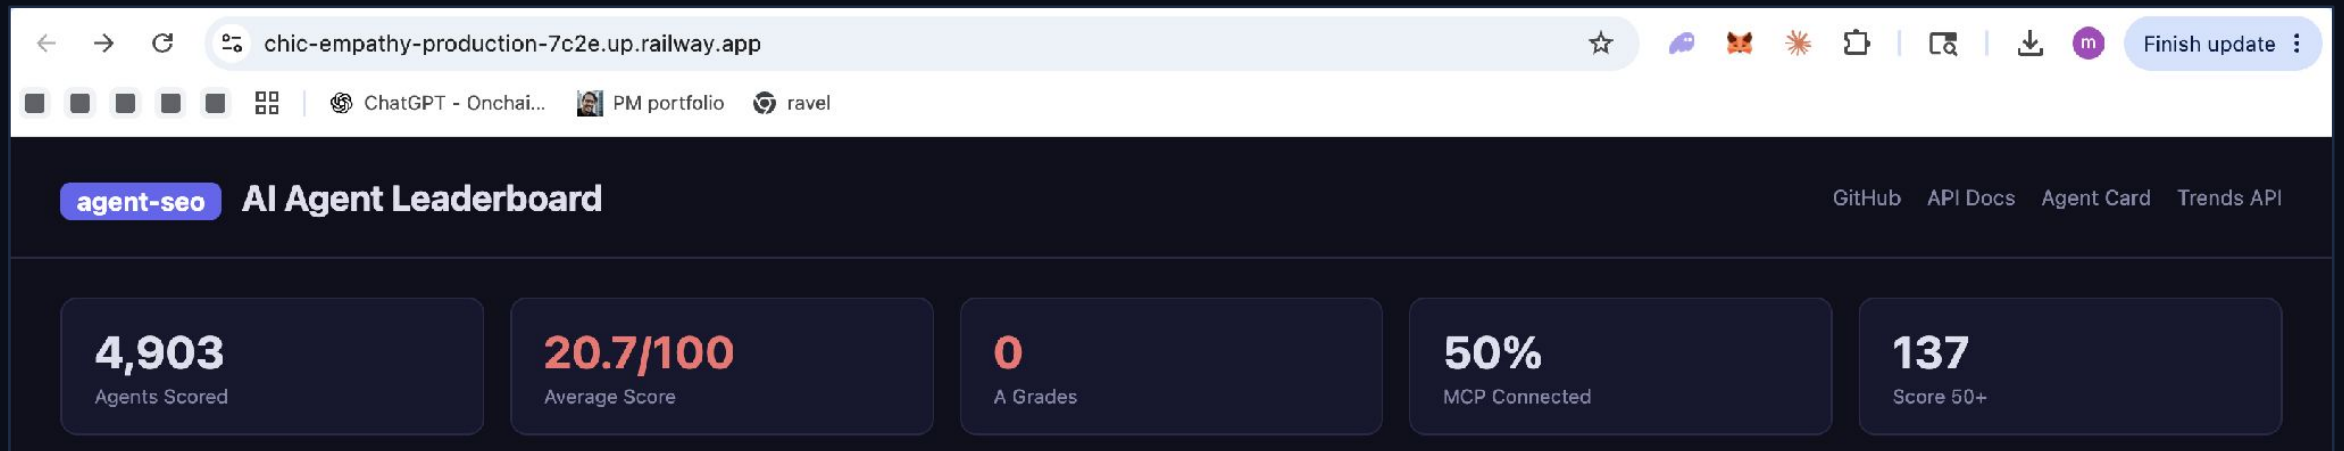 chic-empathy-production-7c2e.up.railway.app
m
Finish update
ChatGPT - Onchai...
PM portfolio
ravel
agent-seo
AI Agent Leaderboard
GitHub
API Docs
Agent Card
Trends API
4,903
Agents Scored
20.7/100
Average Score
0
A Grades
50%
MCP Connected
137
Score 50+